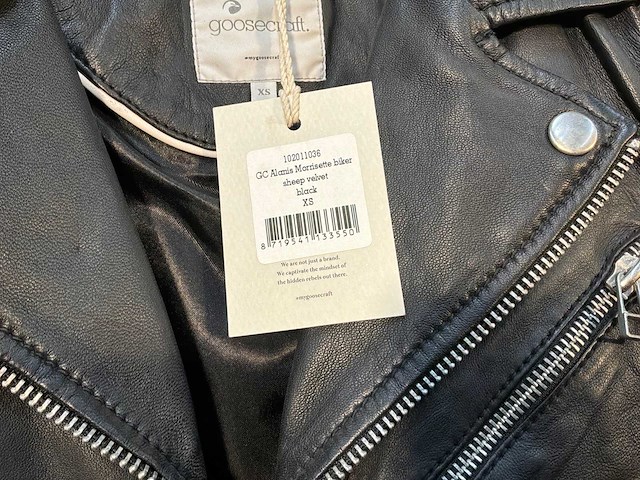 goosecraft.
#mygoosecraft
XS
102011036
GC Alanis Morrisette biker
sheep velvet
black
XS
8 719541 133550
We are not just a brand.
We captivate the mindset of
the hidden rebels out there.
#mygoosecraft